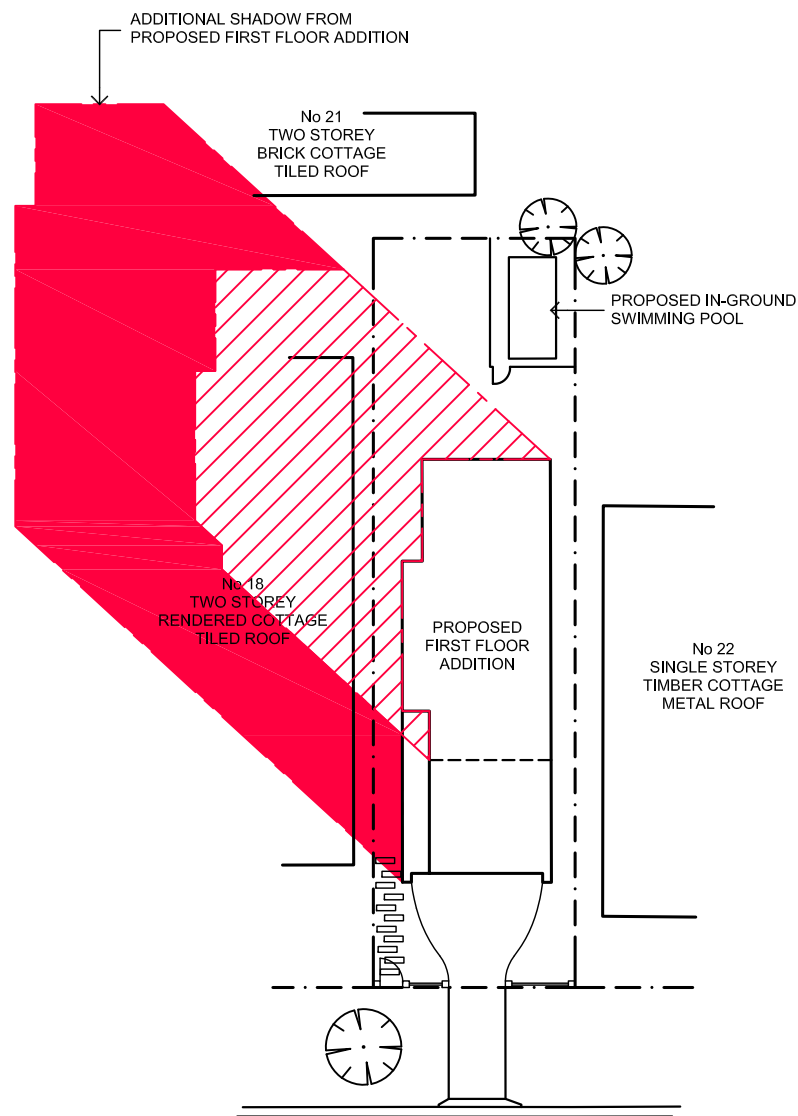 ADDITIONAL SHADOW FROM
PROPOSED FIRST FLOOR ADDITION
No 21
TWO STOREY
BRICK COTTAGE
TILED ROOF
PROPOSED IN-GROUND
SWIMMING POOL
No 18
TWO STOREY
RENDERED COTTAGE
TILED ROOF
PROPOSED
FIRST FLOOR
ADDITION
No 22
SINGLE STOREY
TIMBER COTTAGE
METAL ROOF